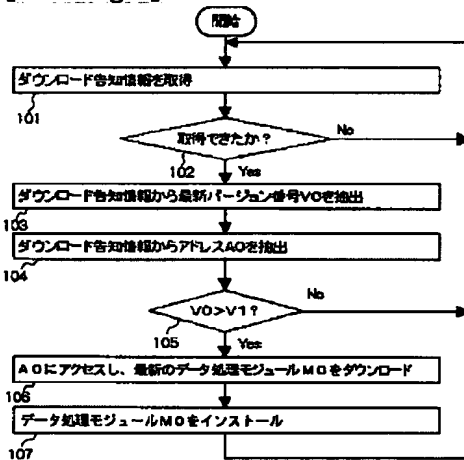 開始
ダウンロード告知情報を取得
101
取得できたか？
No
102
Yes
ダウンロード告知情報から最新バージョン番号V0を抽出
103
ダウンロード告知情報からアドレスA0を抽出
104
V0>V1？
No
105
Yes
A0にアクセスし、最新のデータ処理モジュールM0をダウンロード
106
データ処理モジュールM0をインストール
107